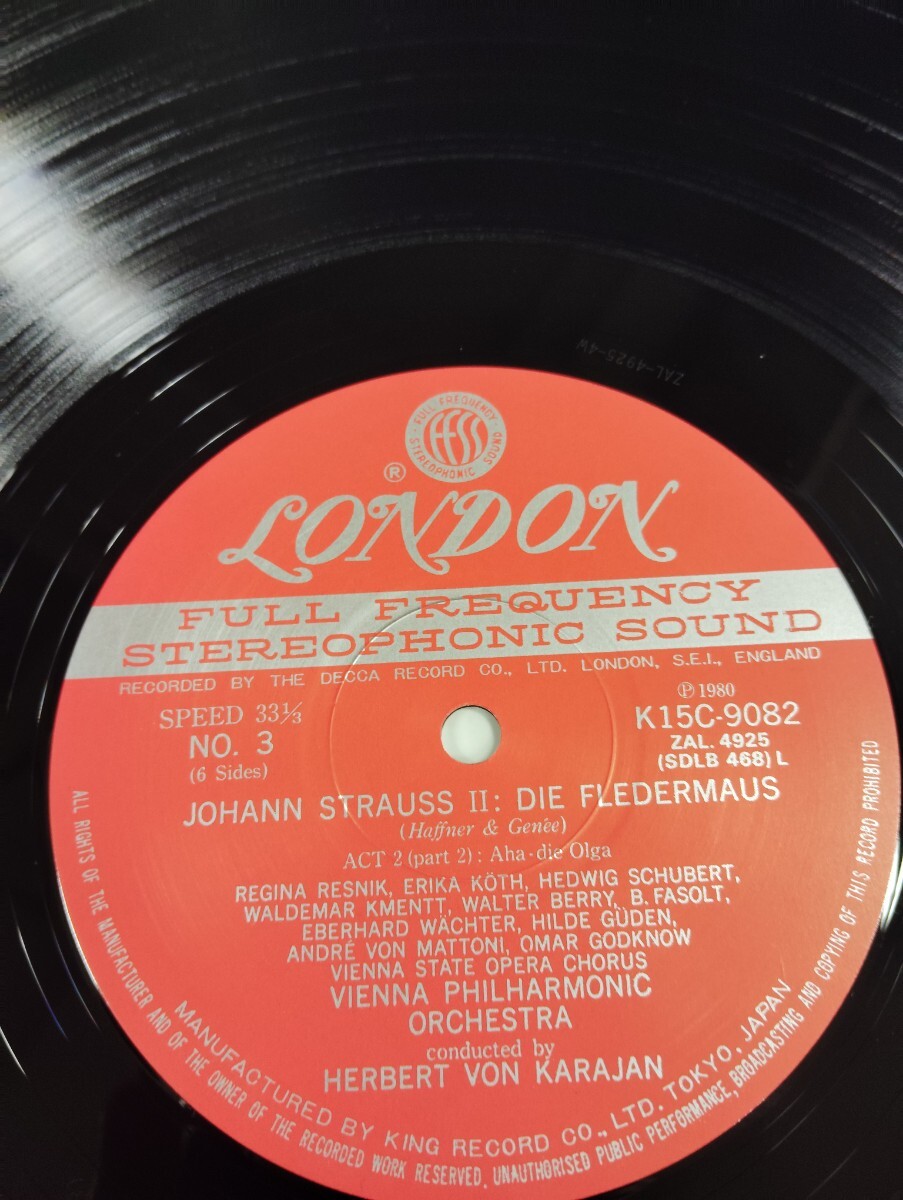 ZAL-4925-4W
FULL FREQUENCY
STEREOPHONIC SOUND
FFSS
®
LONDON
FULL FREQUENCY
STEREOPHONIC SOUND
RECORDED BY THE DECCA RECORD CO., LTD. LONDON, S.E.I., ENGLAND
SPEED 33⅓
NO. 3
(6 Sides)
℗ 1980
K15C-9082
ZAL. 4925
(SDLB 468) L
JOHANN STRAUSS II: DIE FLEDERMAUS
(Haffner & Genée)
ACT 2 (part 2): Aha-die Olga
REGINA RESNIK, ERIKA KÖTH, HEDWIG SCHUBERT,
WALDEMAR KMENTT, WALTER BERRY, B. FASOLT,
EBERHARD WÄCHTER, HILDE GÜDEN,
ANDRÉ VON MATTONI, OMAR GODKNOW
VIENNA STATE OPERA CHORUS
VIENNA PHILHARMONIC
ORCHESTRA
conducted by
HERBERT VON KARAJAN
MANUFACTURED BY KING RECORD CO., LTD. TOKYO, JAPAN
ALL RIGHTS OF THE MANUFACTURER AND OF THE OWNER OF THE RECORDED WORK RESERVED. UNAUTHORISED PUBLIC PERFORMANCE, BROADCASTING AND COPYING OF THIS RECORD PROHIBITED